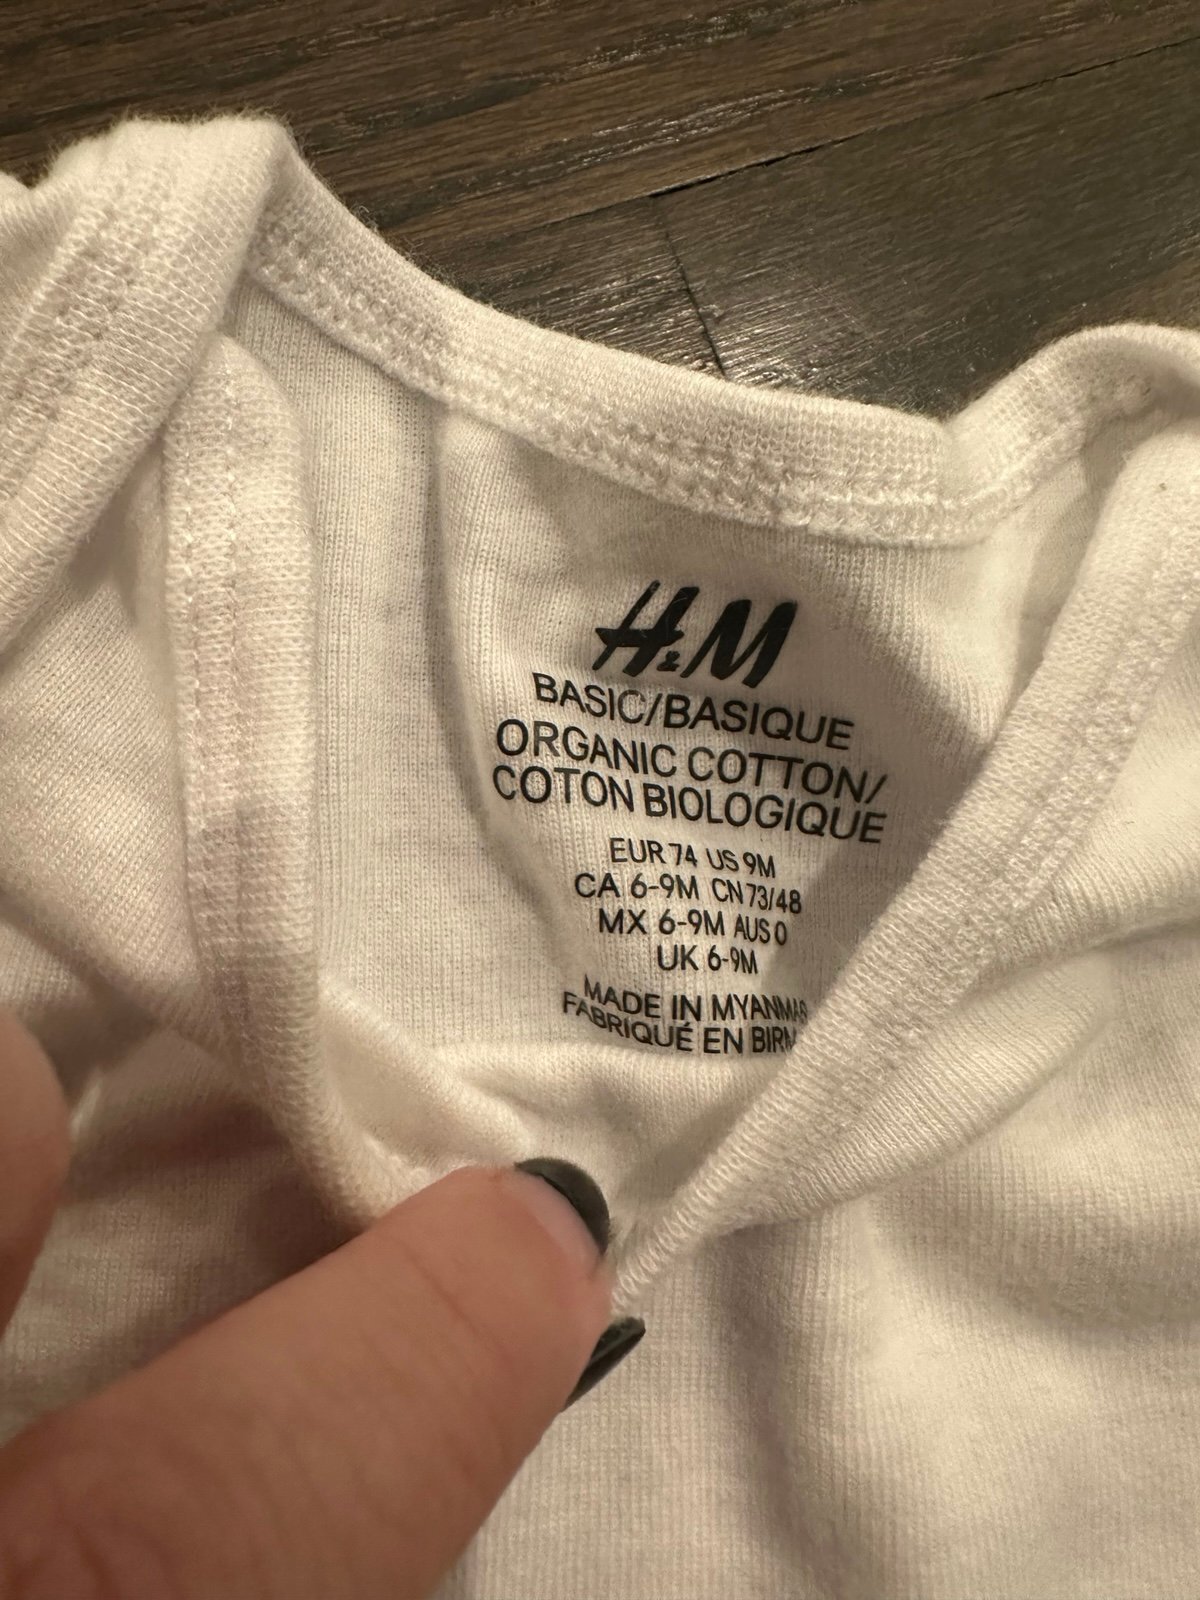 H&M
BASIC/BASIQUE
ORGANIC COTTON/
COTON BIOLOGIQUE
EUR 74 US 9M
CA 6-9M CN 73/48
MX 6-9M AUS 0
UK 6-9M
MADE IN MYANMAR
FABRIQUÉ EN